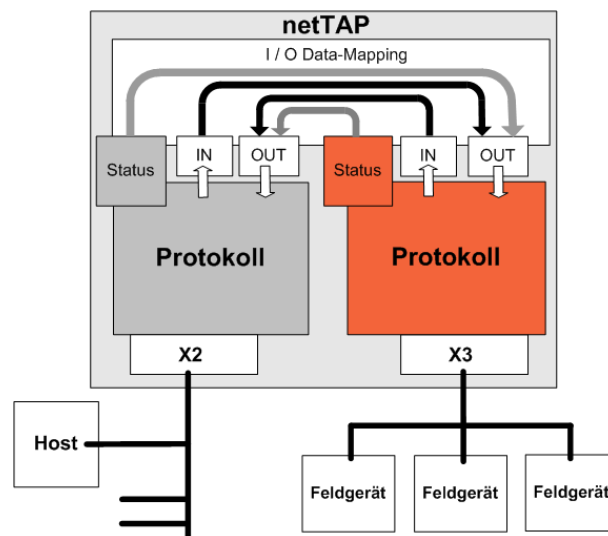 netTAP
I / O Data-Mapping
Status
IN
OUT
Status
IN
OUT
Protokoll
Protokoll
X2
X3
Host
Feldgerät
Feldgerät
Feldgerät